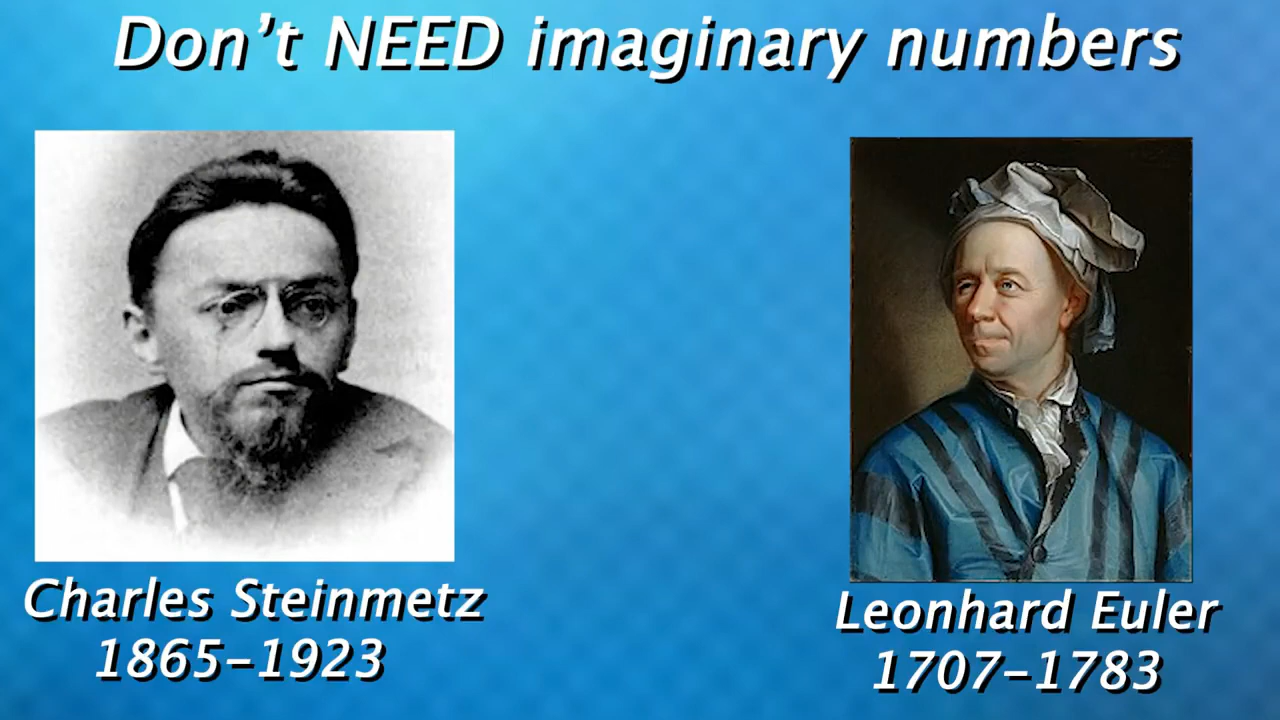 Don’t NEED imaginary numbers
Charles Steinmetz
1865-1923
Leonhard Euler
1707-1783